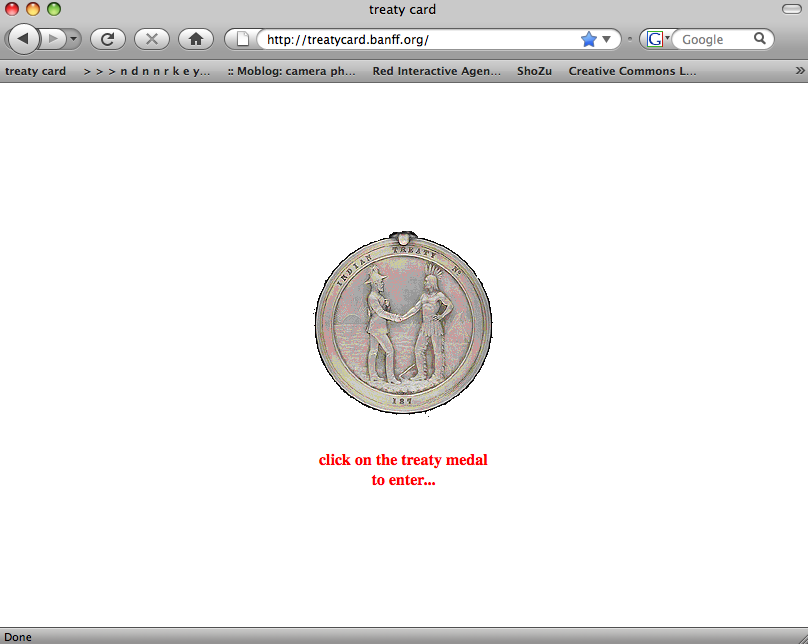 treaty card
http://treatycard.banff.org/
Google
treaty card
> > > n d n n r k e y...
:: Moblog: camera ph...
Red Interactive Agen...
ShoZu
Creative Commons L...
INDIAN TREATY No
187
click on the treaty medal
to enter...
Done